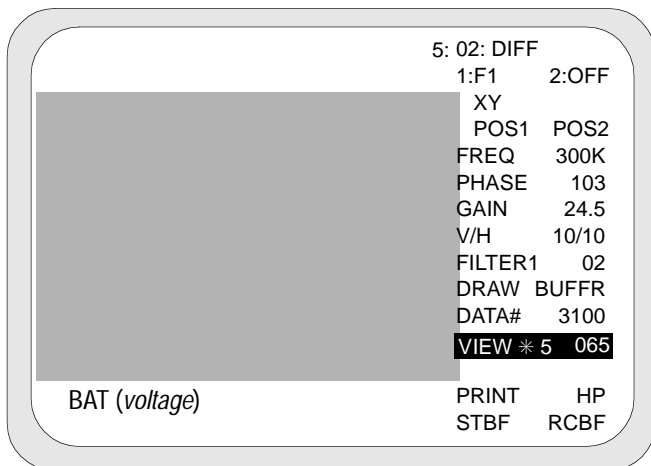 5: 02: DIFF
1:F1 2:OFF
XY
POS1 POS2
FREQ 300K
PHASE 103
GAIN 24.5
V/H 10/10
FILTER1 02
DRAW BUFFR
DATA# 3100
VIEW ✳ 5 065
PRINT HP
BAT (voltage)
STBF RCBF